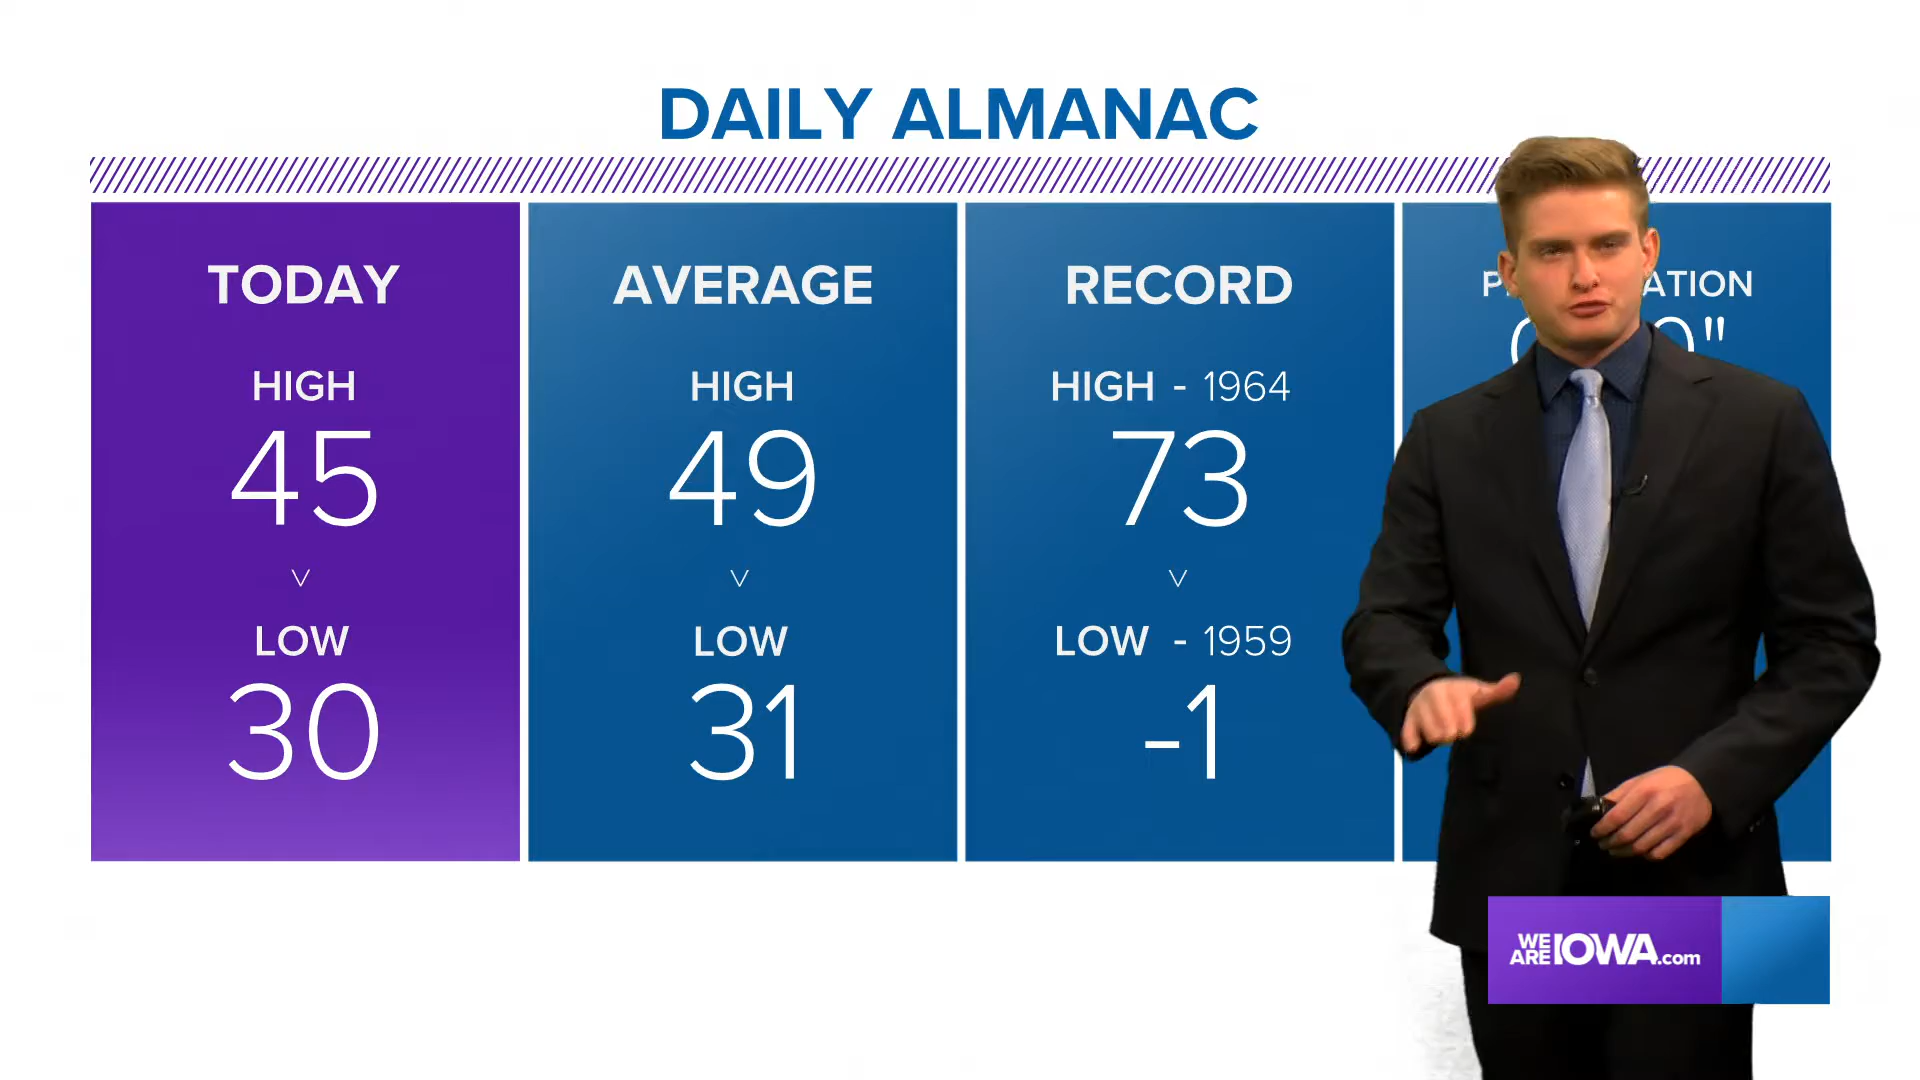 DAILY ALMANAC
TODAY
HIGH
45
LOW
30
AVERAGE
HIGH
49
LOW
31
RECORD
HIGH - 1964
73
LOW - 1959
-1
WE ARE IOWA.com